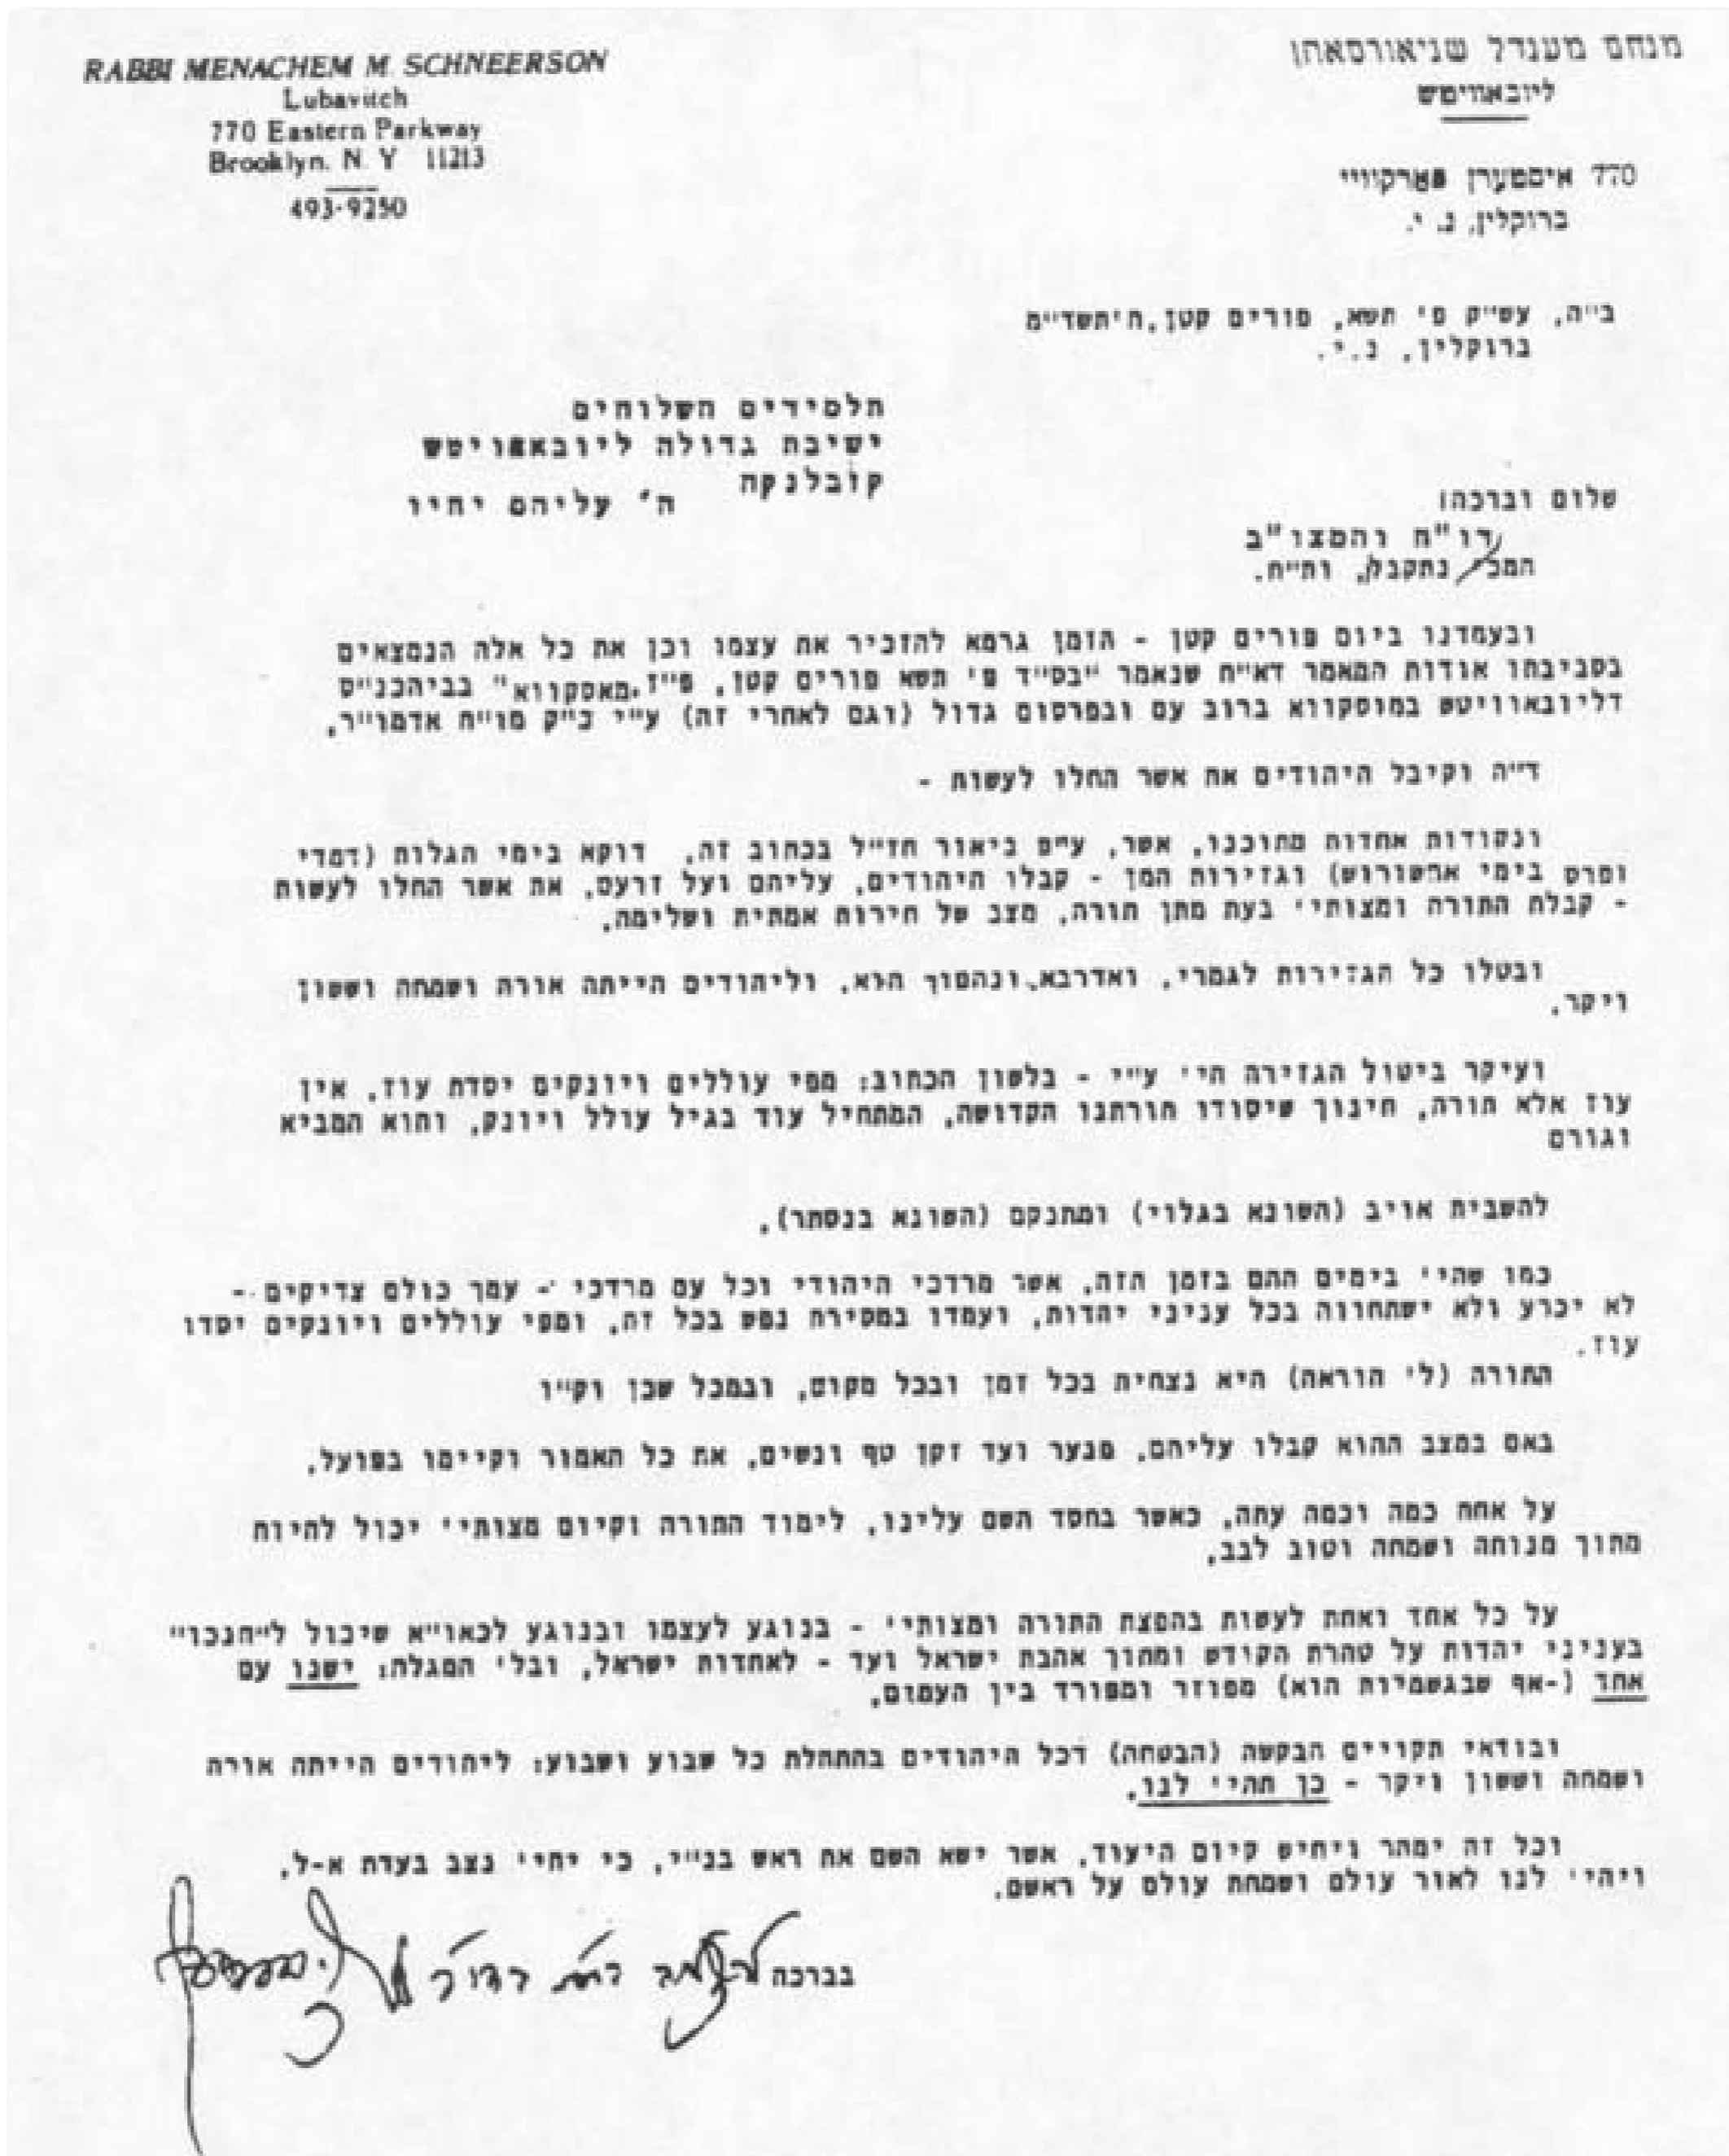 RABBI MENACHEM M. SCHNEERSON
Lubavitch
770 Eastern Parkway
Brooklyn, N. Y. 11213
493-9250
מנחם מענדל שניאורסאהן
ליובאוויטש
770 איסטערן פארקוויי
ברוקלין, נ. י.
ב"ה, עש"ק פ' תשא, פורים קטן, ה'תשד"מ
ברוקלין, נ.י.
תלמידים השלוחים
ישיבת גדולה ליובאוויטש
קובלנקה
ה' עליהם יחיו
שלום וברכה!
דו"ח והמצו"ב
המכ' נתקבל, ות"ח.
ובעמדנו ביום פורים קטן - הזמן גרמא להזכיר את עצמו וכן את כל אלה הנמצאים
בסביבתו אודות המאמר דא"ח שנאמר "בס"ד פ' תשא פורים קטן, פ"ז.מאסקווא" בביהכנ"ס
דליובאוויטש במוסקווא ברוב עם ובפרסום גדול (וגם לאחרי זה) ע"י כ"ק מו"ח אדמו"ר,
ד"ה וקיבל היהודים את אשר החלו לעשות -
ונקודות אחדות מתוכנו, אשר, ע"פ ביאור חז"ל בכתוב זה, דוקא בימי הגלות (דמדי
ופרס בימי אחשורוש) וגזירות המן - קבלו היהודים, עליהם ועל זרעם, את אשר החלו לעשות
- קבלת התורה ומצותי' בעת מתן תורה, מצב של חירות אמתית ושלימה,
ובטלו כל הגזירות לגמרי, ואדרבא, ונהפוך הוא, וליהודים הייתה אורה ושמחה וששון
ויקר,
ועיקר ביטול הגזירה הי' ע"י - בלשון הכתוב: מפי עוללים ויונקים יסדת עוז, אין
עוז אלא תורה, חינוך שיסודו תורתנו הקדושה, המתחיל עוד בגיל עולל ויונק, והוא המביא
וגורם
להשבית אויב (השונא בגלוי) ומתנקם (השונא בנסתר),
כמו שהי' בימים ההם בזמן הזה, אשר מרדכי היהודי וכל עם מרדכי - עמך כולם צדיקים -
לא יכרע ולא ישתחווה בכל עניני יהדות, ועמדו במסירת נפש בכל זה, ומפי עוללים ויונקים יסדו
עוז.
התורה (ל' הוראה) היא נצחית בכל זמן ובכל מקום, ובמכל שכן וק"ו
באם במצב ההוא קבלו עליהם, מנער ועד זקן טף ונשים, את כל האמור וקיימו בפועל,
על אחת כמה וכמה עתה, כאשר בחסד השם עלינו, לימוד התורה וקיום מצותי' יכול להיות
מתוך מנוחה ושמחה וטוב לבב,
על כל אחד ואחת לעשות בהפצת התורה ומצותי' - בנוגע לעצמו ובנוגע לכאו"א שיכול ל"חנכו"
בעניני יהדות על טהרת הקודש ומתוך אהבת ישראל ועד - לאחדות ישראל, ובל' המגלה: ישנו עם
אחד (-אף שבגשמיות הוא) מפוזר ומפורד בין העמים,
ובודאי תקויים הבקשה (הבטחה) דכל היהודים בהתחלת כל שבוע ושבוע: ליהודים הייתה אורה
ושמחה וששון ויקר - כן תהי' לנו.
וכל זה ימהר ויחיש קיום היעוד, אשר ישא השם את ראש בנ"י, כי יהי' נצב בעדת א-ל,
ויהי' לנו לאור עולם ושמחת עולם על ראשם.
בברכה